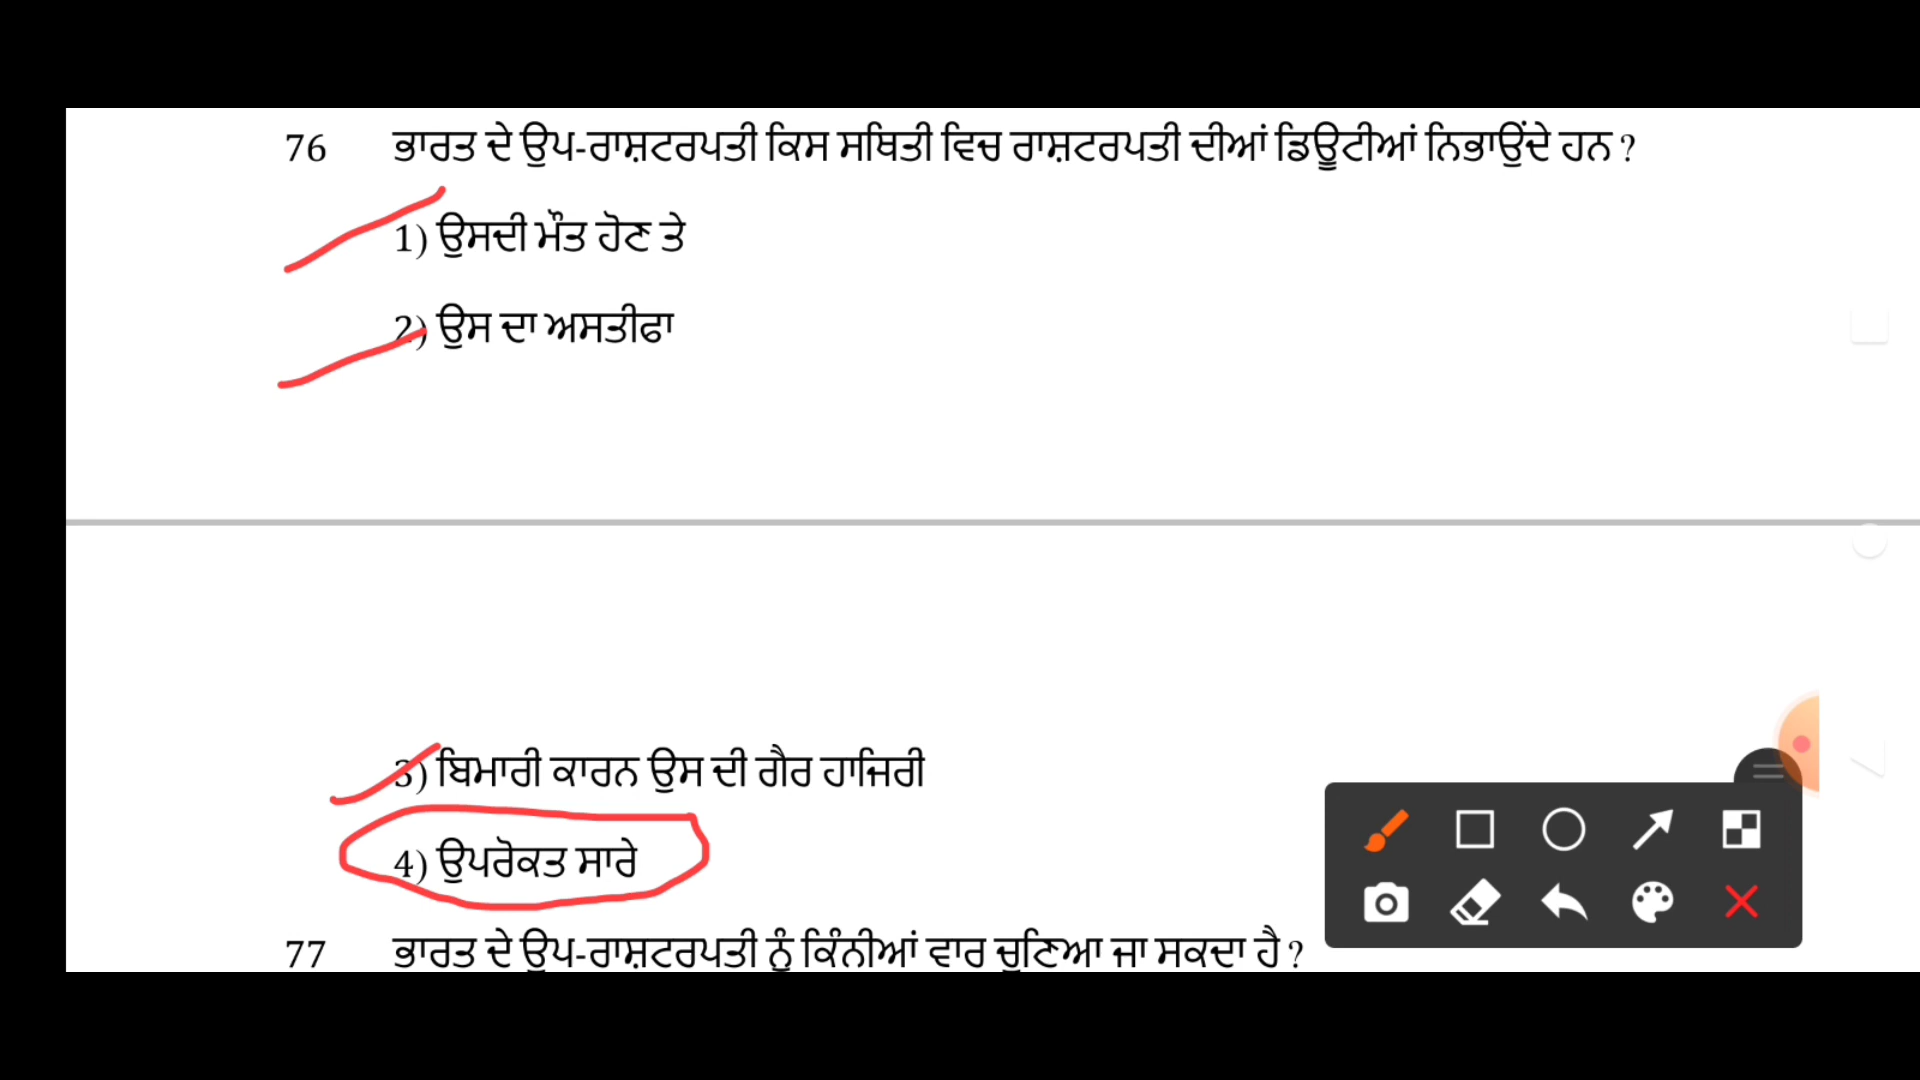 76 ਭਾਰਤ ਦੇ ਉਪ-ਰਾਸ਼ਟਰਪਤੀ ਕਿਸ ਸਥਿਤੀ ਵਿਚ ਰਾਸ਼ਟਰਪਤੀ ਦੀਆਂ ਡਿਊਟੀਆਂ ਨਿਭਾਉਂਦੇ ਹਨ ?
1) ਉਸਦੀ ਮੌਤ ਹੋਣ ਤੇ
2) ਉਸ ਦਾ ਅਸਤੀਫਾ
3) ਬਿਮਾਰੀ ਕਾਰਨ ਉਸ ਦੀ ਗੈਰ ਹਾਜਿਰੀ
4) ਉਪਰੋਕਤ ਸਾਰੇ
77 ਭਾਰਤ ਦੇ ਉਪ-ਰਾਸ਼ਟਰਪਤੀ ਨੂੰ ਕਿੰਨੀਆਂ ਵਾਰ ਚੁਣਿਆ ਜਾ ਸਕਦਾ ਹੈ ?